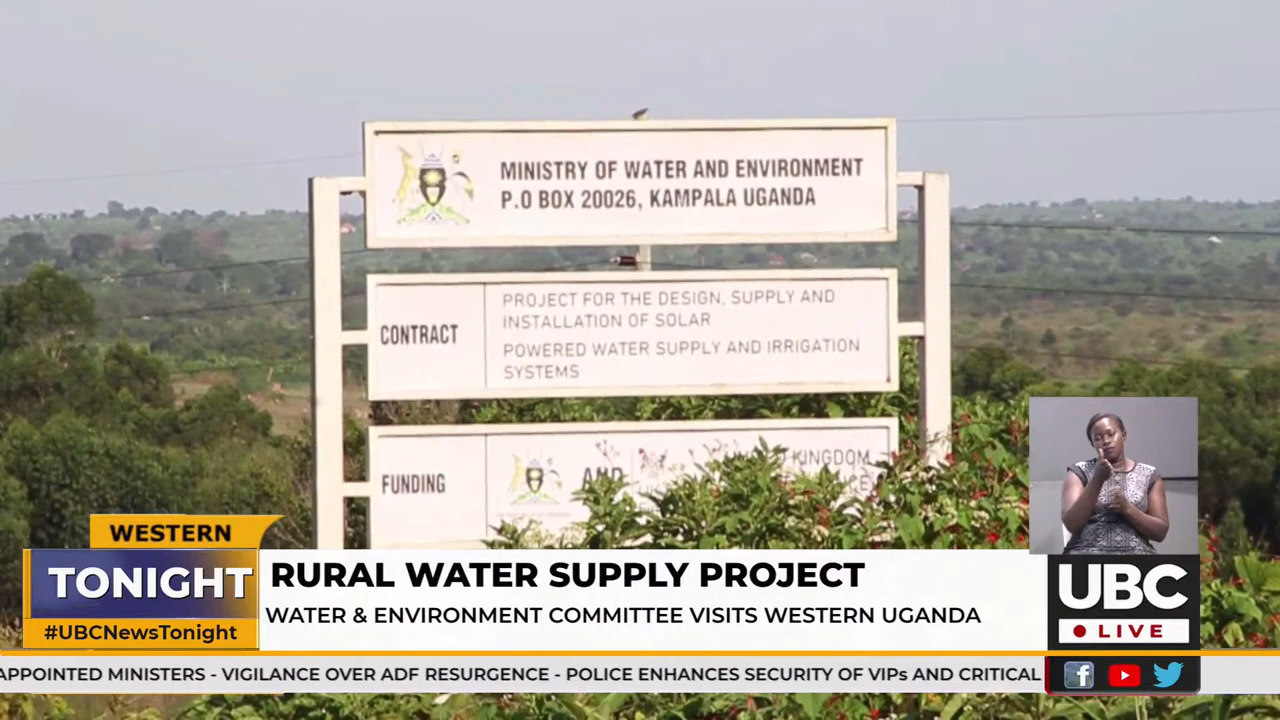 MINISTRY OF WATER AND ENVIRONMENT
P.O BOX 20026, KAMPALA UGANDA
CONTRACT
PROJECT FOR THE DESIGN, SUPPLY AND
INSTALLATION OF SOLAR
POWERED WATER SUPPLY AND IRRIGATION
SYSTEMS
FUNDING
AND
KINGDOM
WESTERN
TONIGHT
#UBCNewsTonight
RURAL WATER SUPPLY PROJECT
WATER & ENVIRONMENT COMMITTEE VISITS WESTERN UGANDA
UBC
LIVE
APPOINTED MINISTERS - VIGILANCE OVER ADF RESURGENCE - POLICE ENHANCES SECURITY OF VIPs AND CRITICAL